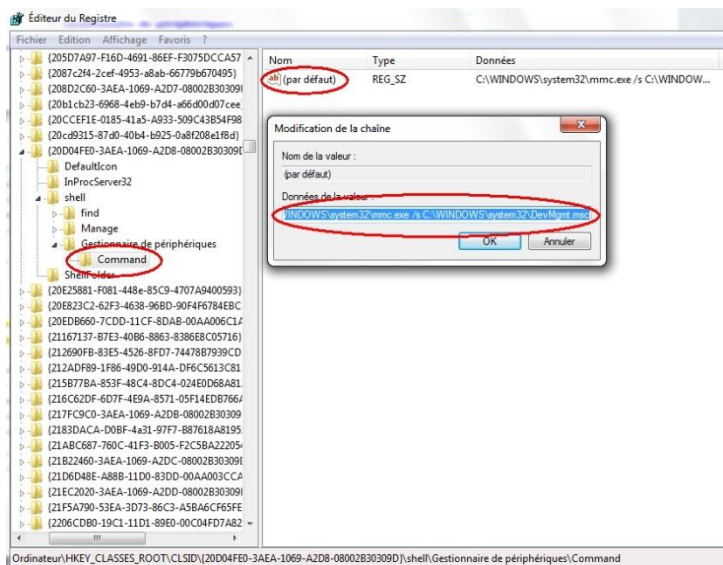 Éditeur du Registre
Fichier Edition Affichage Favoris ?
{205D7A97-F16D-4691-86EF-F3075DCCA57
{2087c2f4-2cef-4953-a8ab-66779b670495}
{208D2C60-3AEA-1069-A2D7-08002B30309
{20b1cb23-6968-4eb9-b7d4-a66d00d07cee
{20CCEF1E-0185-41a5-A933-509C43B54F98
{20cd9315-87d0-40b4-b925-0a8f208e1f8d}
{20D04FE0-3AEA-1069-A2D8-08002B30309
DefaultIcon
InProcServer32
shell
find
Manage
Gestionnaire de périphériques
Command
ShellFolder
{20E25881-F081-448e-85C9-4707A9400593}
{20E823C2-62F3-4638-96BD-90F4F6784EBC
{20EDB660-7CDD-11CF-8DAB-00AA006C1A
{21167137-B7E3-40B6-8863-8386E8C05716}
{212690FB-83E5-4526-8FD7-74478B7939CD
{212ADF89-1F86-49D0-914A-DF6C5613C81
{215B77BA-853F-48C4-8DC4-024E0D68A81
{216C62DF-6D7F-4E9A-8571-05F14EDB766A
{217FC9C0-3AEA-1069-A2DB-08002B30309
{2183DACA-D0BF-4a31-97F7-B87618A8195
{21ABC687-760C-41F3-B005-F2C5BA222054
{21B22460-3AEA-1069-A2DC-08002B30309
{21D6D48E-A88B-11D0-83DD-00AA003CCA
{21EC2020-3AEA-1069-A2DD-08002B30309
{21F5A790-53EA-3D73-86C3-A5BA6CF65FE
{2206CDB0-19C1-11D1-89E0-00C04FD7A82
Nom Type Données
(par défaut) REG_SZ C:\WINDOWS\system32\mmc.exe /s C:\WINDOW...
Modification de la chaîne
Nom de la valeur :
(par défaut)
Données de la valeur :
WINDOWS\system32\mmc.exe /s C:\WINDOWS\system32\DevMgmt.msc
OK Annuler
Ordinateur\HKEY_CLASSES_ROOT\CLSID\{20D04FE0-3AEA-1069-A2D8-08002B30309D}\shell\Gestionnaire de périphériques\Command